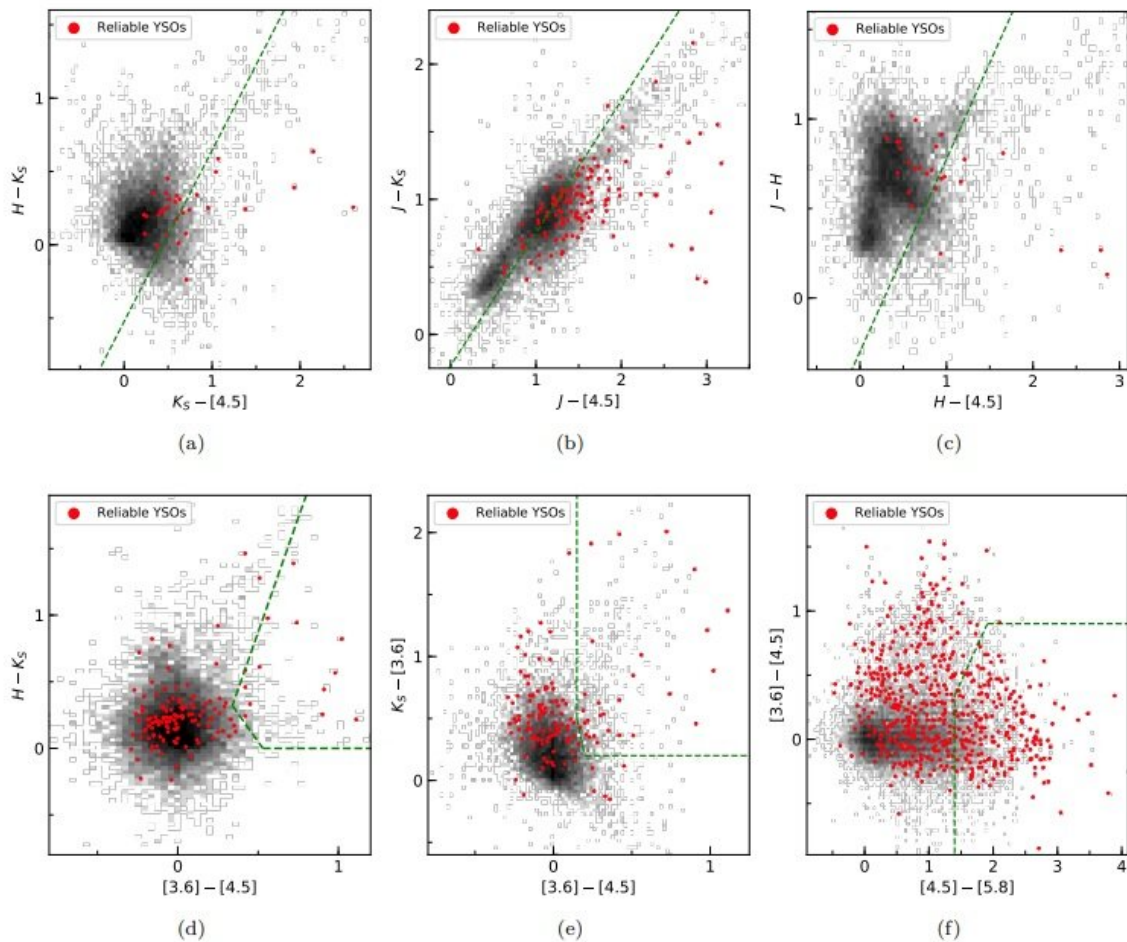 Reliable YSOs
Reliable YSOs
Reliable YSOs
1
0
H − K_S
0
1
2
K_S − [4.5]
(a)
2
1
0
J − K_S
0
1
2
3
J − [4.5]
(b)
1
0
J − H
0
1
2
3
H − [4.5]
(c)
Reliable YSOs
Reliable YSOs
Reliable YSOs
1
0
H − K_S
0
1
[3.6] − [4.5]
(d)
2
1
0
K_S − [3.6]
0
1
[3.6] − [4.5]
(e)
1
0
[3.6] − [4.5]
0
1
2
3
4
[4.5] − [5.8]
(f)